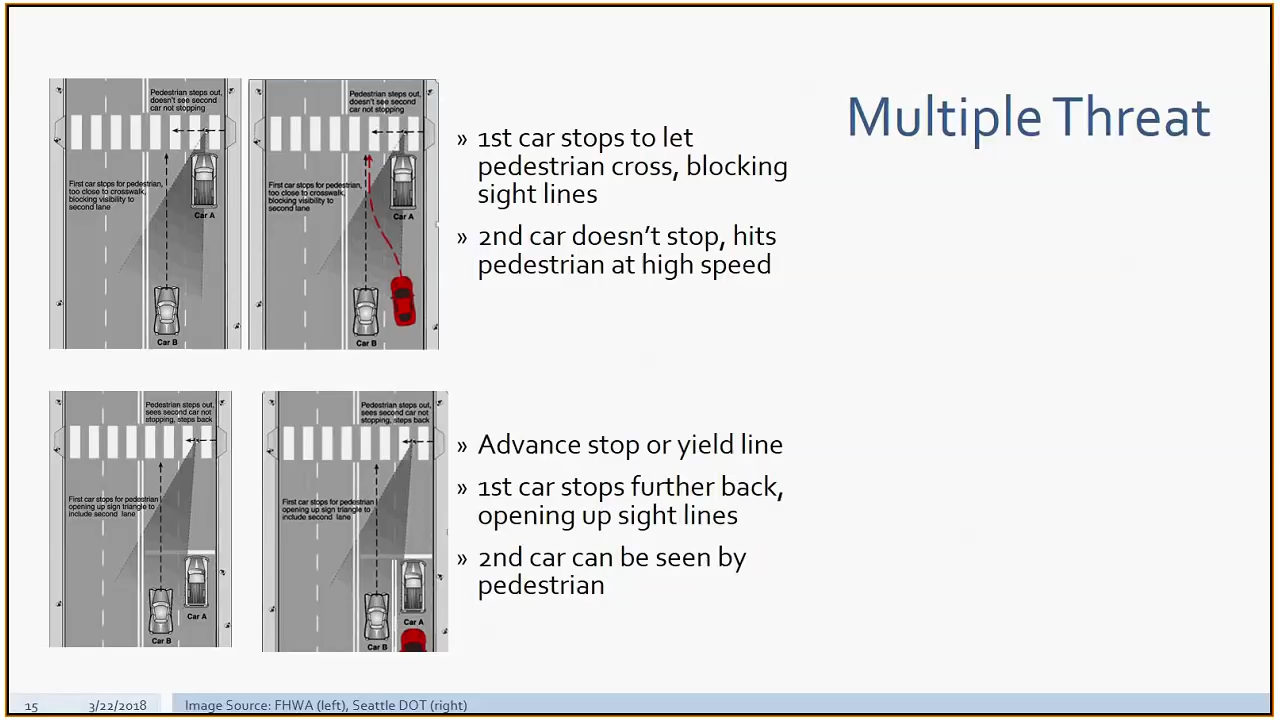 Multiple Threat
Pedestrian steps out,
doesn't see second
car not stopping
First car stops for pedestrian,
too close to crosswalk,
blocking visibility to
second lane
Car A
Car B
Pedestrian steps out,
doesn't see second
car not stopping
First car stops for pedestrian,
too close to crosswalk,
blocking visibility to
second lane
Car A
Car B
» 1st car stops to let
pedestrian cross, blocking
sight lines
» 2nd car doesn't stop, hits
pedestrian at high speed
Pedestrian steps out,
sees second car not
stopping, steps back
First car stops for pedestrian
opening up sign triangle to
include second lane
Car A
Car B
Pedestrian steps out,
sees second car not
stopping, steps back
First car stops for pedestrian
opening up sign triangle to
include second lane
Car A
Car B
» Advance stop or yield line
» 1st car stops further back,
opening up sight lines
» 2nd car can be seen by
pedestrian
15 3/22/2018 Image Source: FHWA (left), Seattle DOT (right)